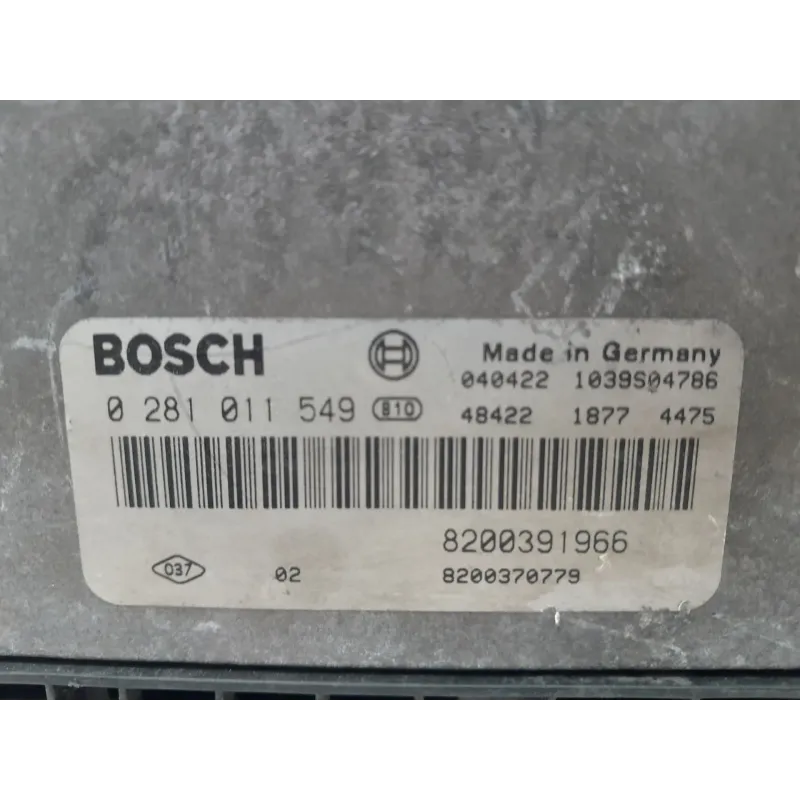 BOSCH
Made in Germany
040422 1039S04786
0 281 011 549 810
48422 1877 4475
8200391966
037 02 8200370779